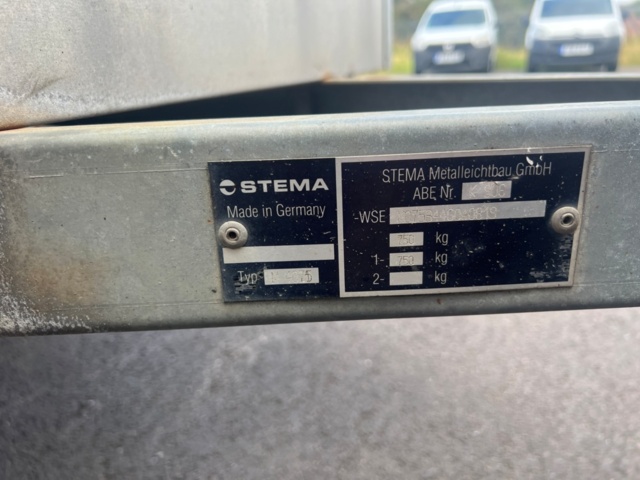 STEMA
Made in Germany
Typ
STEMA Metalleichtbau GmbH
ABE Nr.
-WSE
750 kg
1- 750 kg
2- kg